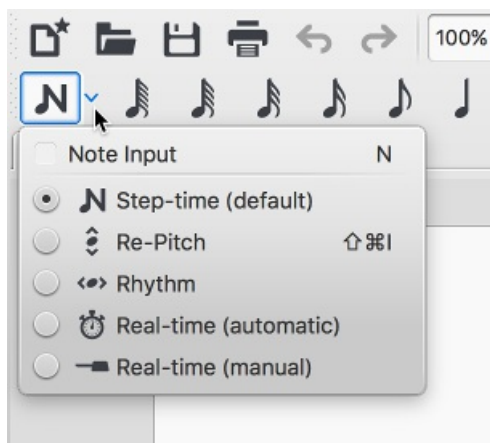 100%
Note Input N
Step-time (default)
Re-Pitch ⇧⌘I
Rhythm
Real-time (automatic)
Real-time (manual)